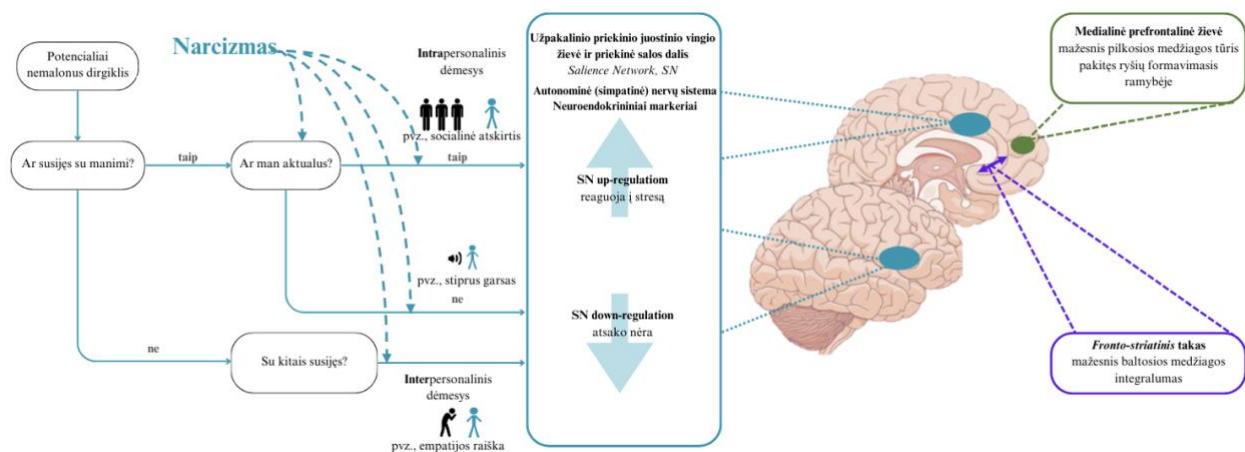 Potencialiai
nemalonus dirgiklis
Narcizmas
Ar susijęs su manimi?
taip
Ar man aktualus?
Intrapersonalinis
dėmesys
pvz., socialinė atskirtis
taip
pvz., stiprus garsas
ne
ne
Su kitais susijęs?
Interpersonalinis
dėmesys
pvz., empatijos raiška
Užpakalinio priekinio juostinio vingio
žievė ir priekinė salos dalis
Salience Network, SN
Autonominė (simpatinė) nervų sistema
Neuroendokrininiai markeriai
SN up-regulatiom
reaguoja į stresą
SN down-regulation
atsako nėra
Medialinė prefrontalinė žievė
mažesnis pilkosios medžiagos tūris
pakitęs ryšių formavimasis
ramybėje
Fronto-striatinis takas
mažesnis baltosios medžiagos
integralumas